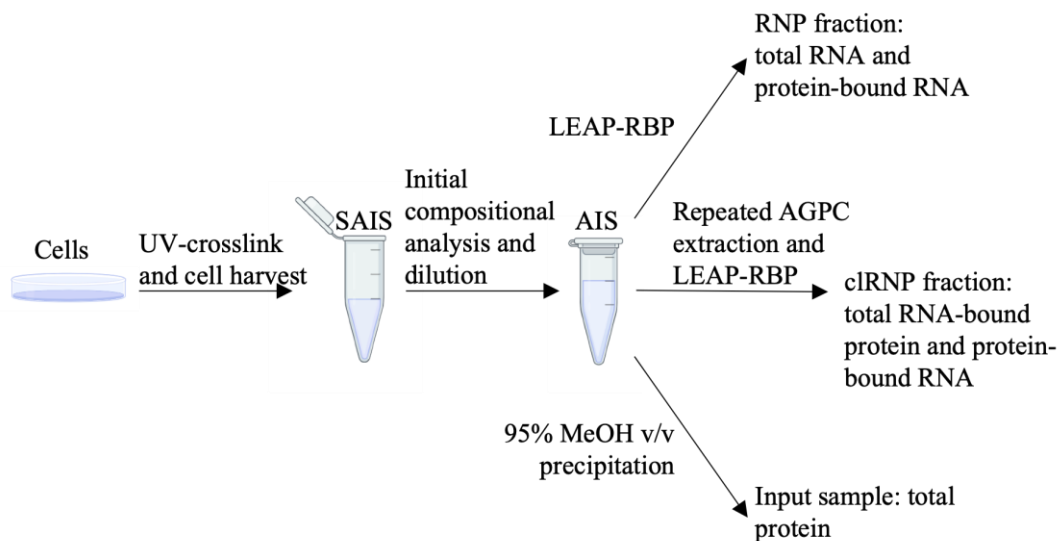 Cells
UV-crosslink
and cell harvest
SAIS
Initial
compositional
analysis and
dilution
AIS
LEAP-RBP
RNP fraction:
total RNA and
protein-bound RNA
Repeated AGPC
extraction and
LEAP-RBP
clRNP fraction:
total RNA-bound
protein and protein-
bound RNA
95% MeOH v/v
precipitation
Input sample: total
protein